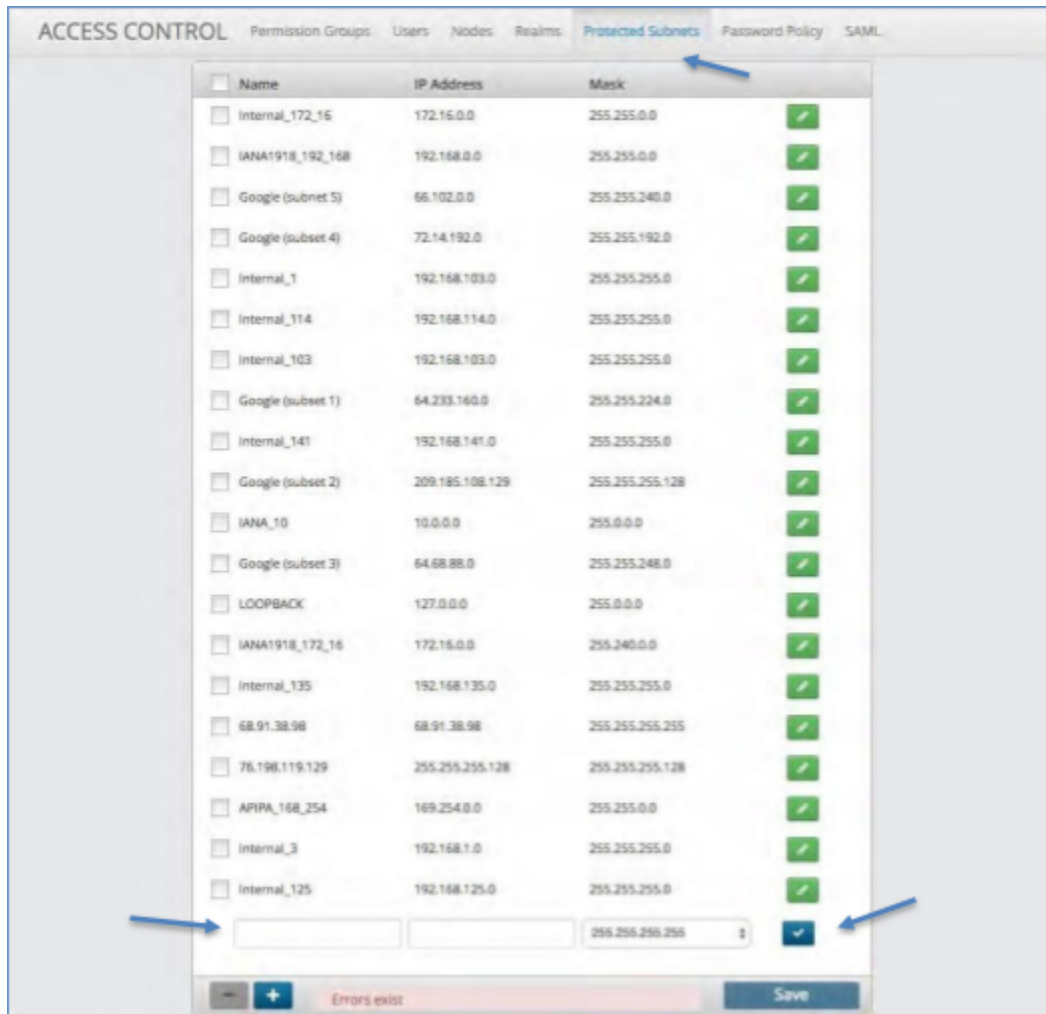 ACCESS CONTROL Permission Groups Users Nodes Realms Protected Subnets Password Policy SAML
Name IP Address Mask
Internal_172_16 172.16.0.0 255.255.0.0
IANA1918_192_168 192.168.0.0 255.255.0.0
Google (subnet 5) 66.102.0.0 255.255.240.0
Google (subset 4) 72.14.192.0 255.255.192.0
Internal_1 192.168.103.0 255.255.255.0
Internal_114 192.168.114.0 255.255.255.0
Internal_103 192.168.103.0 255.255.255.0
Google (subset 1) 64.233.160.0 255.255.224.0
Internal_141 192.168.141.0 255.255.255.0
Google (subset 2) 209.185.108.129 255.255.255.128
IANA_10 10.0.0.0 255.0.0.0
Google (subset 3) 64.68.88.0 255.255.248.0
LOOPBACK 127.0.0.0 255.0.0.0
IANA1918_172_16 172.16.0.0 255.240.0.0
Internal_135 192.168.135.0 255.255.255.0
68.91.38.98 68.91.38.98 255.255.255.255
76.198.119.129 255.255.255.128 255.255.255.128
APIPA_168_254 169.254.0.0 255.255.0.0
Internal_3 192.168.1.0 255.255.255.0
Internal_125 192.168.125.0 255.255.255.0
255.255.255.255
Errors exist Save